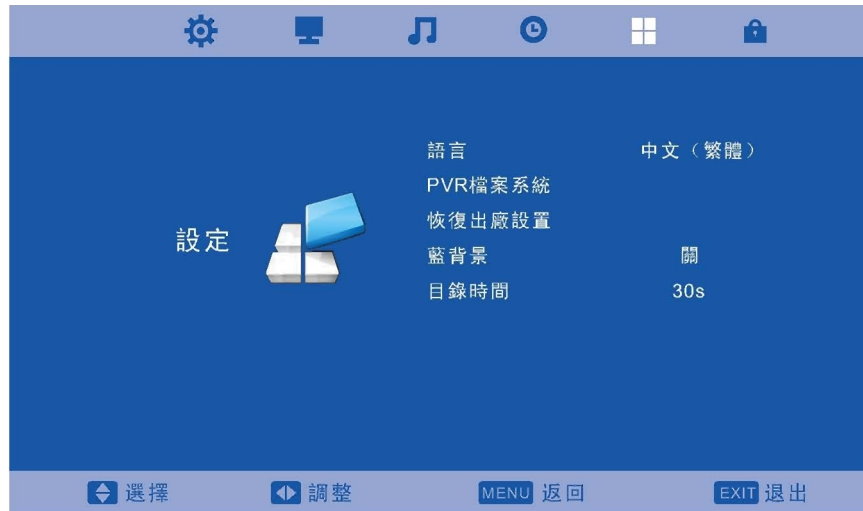 語言 中文（繁體）
PVR檔案系統
恢復出廠設置
設定
藍背景 關
目錄時間 30s
選擇 調整 MENU 返回 EXIT 退出